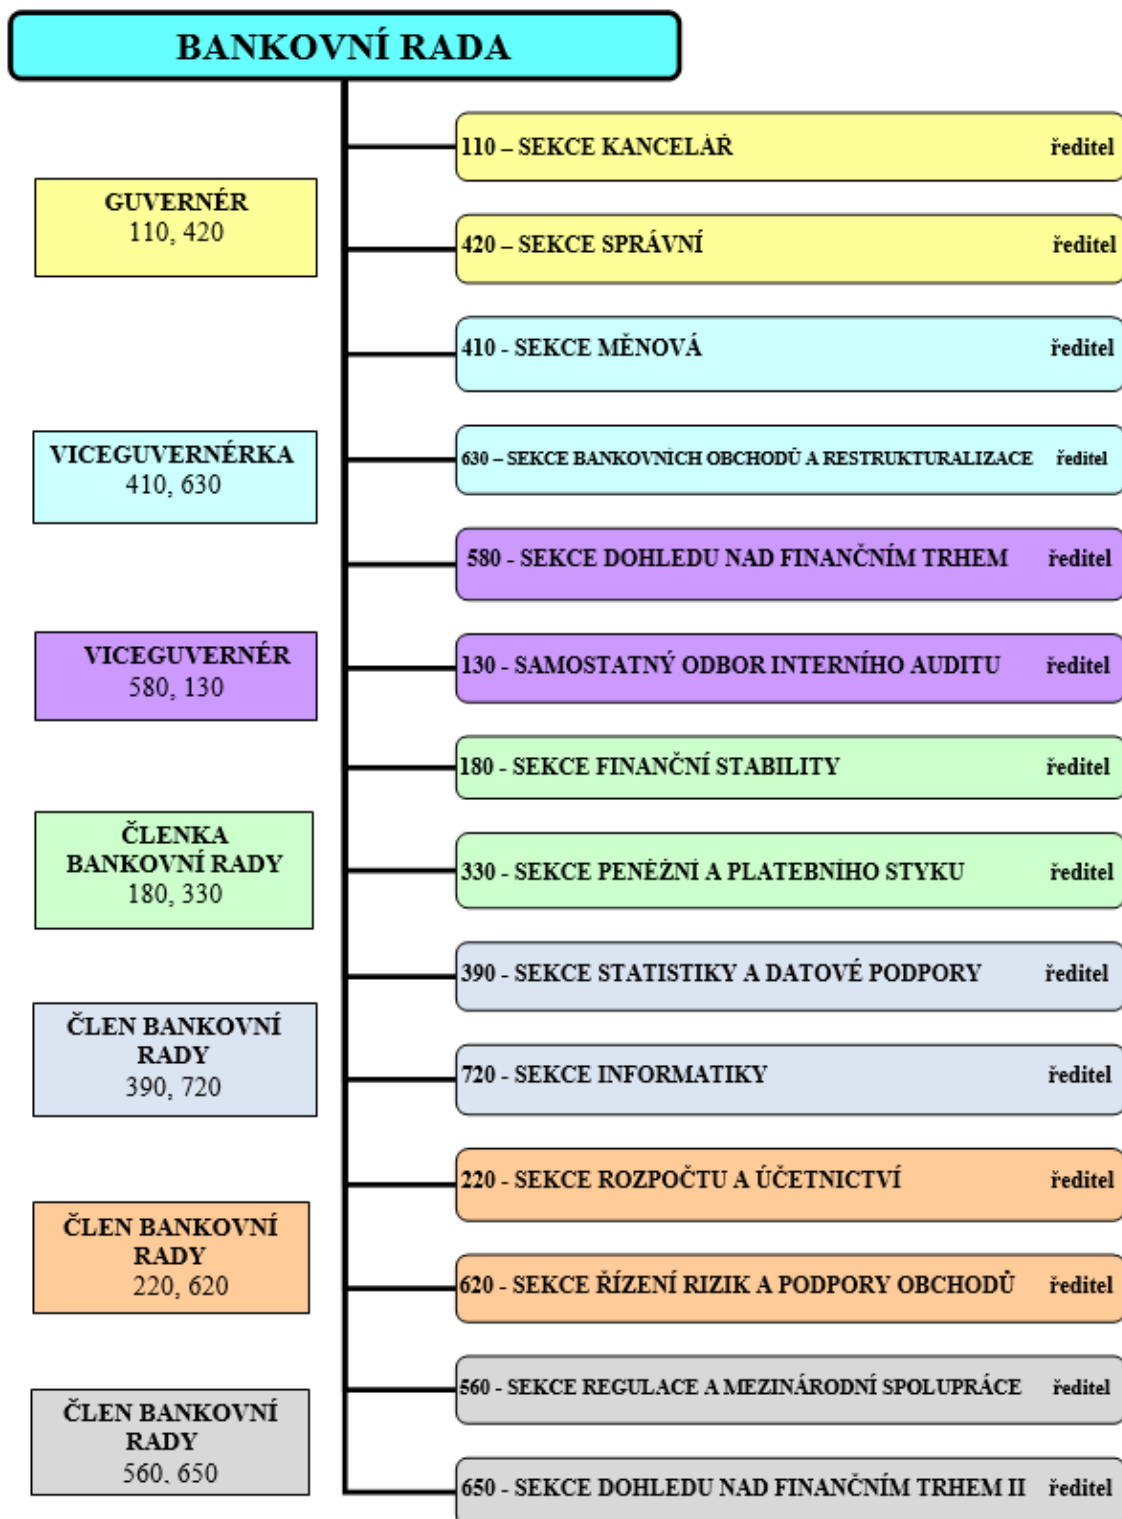 BANKOVNÍ RADA
GUVERNÉR
110, 420
VICEGUVERNÉRKA
410, 630
VICEGUVERNÉR
580, 130
ČLENKA
BANKOVNÍ RADY
180, 330
ČLEN BANKOVNÍ
RADY
390, 720
ČLEN BANKOVNÍ
RADY
220, 620
ČLEN BANKOVNÍ
RADY
560, 650
110 – SEKCE KANCELÁŘ ředitel
420 – SEKCE SPRÁVNÍ ředitel
410 - SEKCE MĚNOVÁ ředitel
630 – SEKCE BANKOVNÍCH OBCHODŮ A RESTRUKTURALIZACE ředitel
580 - SEKCE DOHLEDU NAD FINANČNÍM TRHEM ředitel
130 - SAMOSTATNÝ ODBOR INTERNÍHO AUDITU ředitel
180 - SEKCE FINANČNÍ STABILITY ředitel
330 - SEKCE PENĚŽNÍ A PLATEBNÍHO STYKU ředitel
390 - SEKCE STATISTIKY A DATOVÉ PODPORY ředitel
720 - SEKCE INFORMATIKY ředitel
220 - SEKCE ROZPOČTU A ÚČETNICTVÍ ředitel
620 - SEKCE ŘÍZENÍ RIZIK A PODPORY OBCHODŮ ředitel
560 - SEKCE REGULACE A MEZINÁRODNÍ SPOLUPRÁCE ředitel
650 - SEKCE DOHLEDU NAD FINANČNÍM TRHEM II ředitel